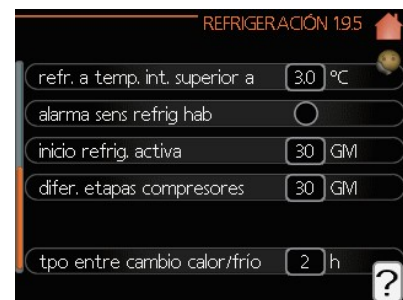 REFRIGERACIÓN 1.9.5
refr. a temp. int. superior a 3.0 °C
alarma sens refrig hab
inicio refrig. activa 30 GM
difer. etapas compresores 30 GM
tpo entre cambio calor/frío 2 h
?